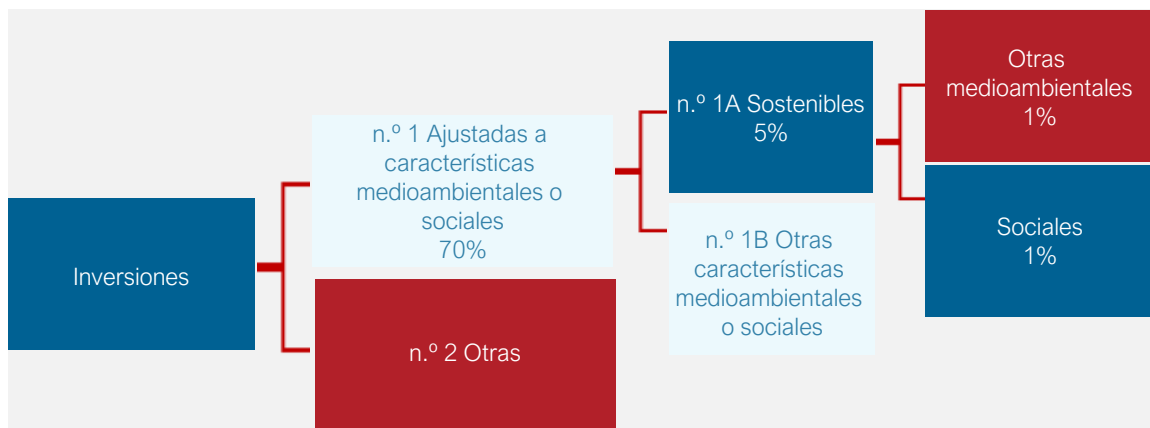 Inversiones
n.º 1 Ajustadas a
características
medioambientales o
sociales
70%
n.º 2 Otras
n.º 1A Sostenibles
5%
n.º 1B Otras
características
medioambientales
o sociales
Otras
medioambientales
1%
Sociales
1%